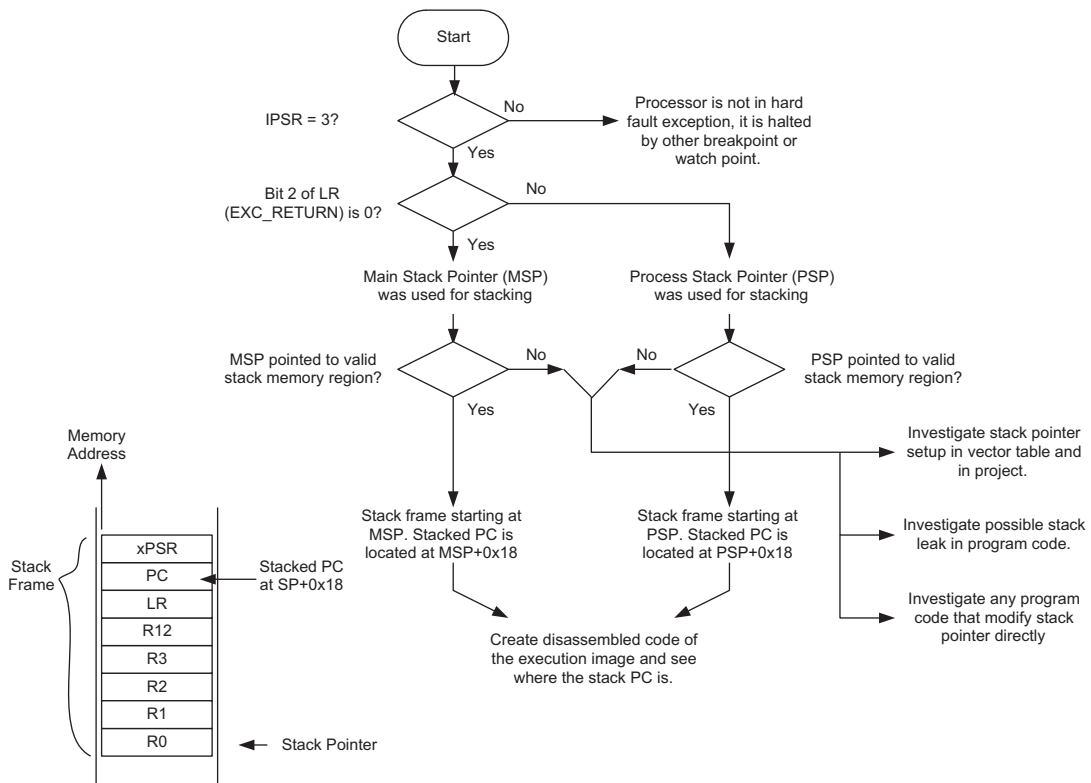 Start
IPSR = 3?
No
Processor is not in hard
fault exception, it is halted
by other breakpoint or
watch point.
Yes
Bit 2 of LR
(EXC_RETURN) is 0?
No
Yes
Main Stack Pointer (MSP)
was used for stacking
Process Stack Pointer (PSP)
was used for stacking
MSP pointed to valid
stack memory region?
No
No
PSP pointed to valid
stack memory region?
Yes
Yes
Investigate stack pointer
setup in vector table and
in project.
Stack frame starting at
MSP. Stacked PC is
located at MSP+0x18
Stack frame starting at
PSP. Stacked PC is
located at PSP+0x18
Investigate possible stack
leak in program code.
Investigate any program
code that modify stack
pointer directly
Create disassembled code of
the execution image and see
where the stack PC is.
Memory
Address
Stack
Frame
xPSR
PC
LR
R12
R3
R2
R1
R0
Stacked PC
at SP+0x18
Stack Pointer